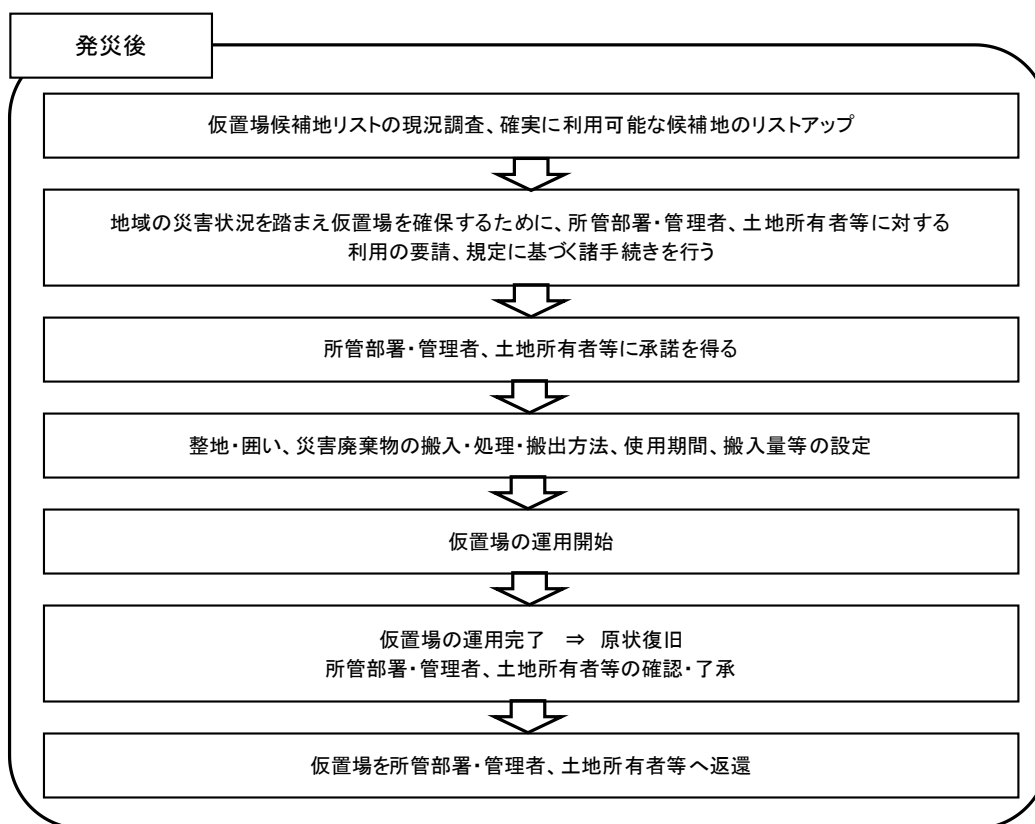 発災後
仮置場候補地リストの現況調査、確実に利用可能な候補地のリストアップ
地域の災害状況を踏まえ仮置場を確保するために、所管部署・管理者、土地所有者等に対する
利用の要請、規定に基づく諸手続きを行う
所管部署・管理者、土地所有者等に承諾を得る
整地・囲い、災害廃棄物の搬入・処理・搬出方法、使用期間、搬入量等の設定
仮置場の運用開始
仮置場の運用完了　⇒　原状復旧
所管部署・管理者、土地所有者等の確認・了承
仮置場を所管部署・管理者、土地所有者等へ返還